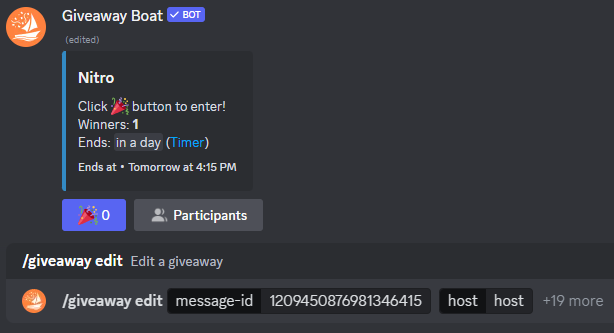 Giveaway Boat ✓ BOT
(edited)
Nitro
Click 🎉 button to enter!
Winners: 1
Ends: in a day (Timer)
Ends at • Tomorrow at 4:15 PM
🎉 0
Participants
/giveaway edit Edit a giveaway
/giveaway edit message-id 1209450876981346415 host host +19 more